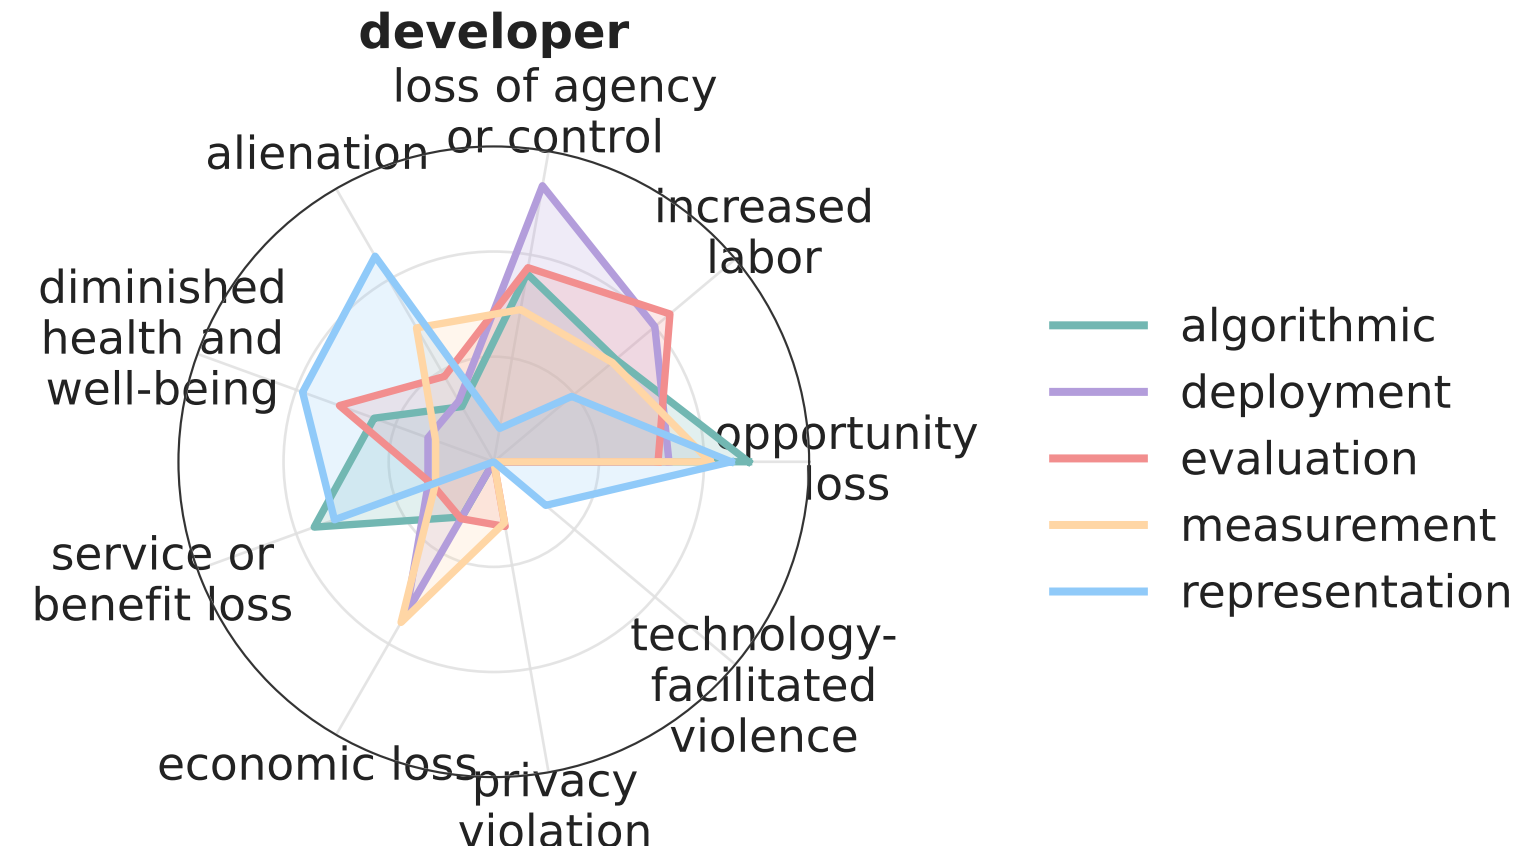 developer
loss of agency
or control
alienation
increased
labor
diminished
health and
well-being
opportunity
loss
service or
benefit loss
technology-
facilitated
violence
economic loss
privacy
violation
algorithmic
deployment
evaluation
measurement
representation